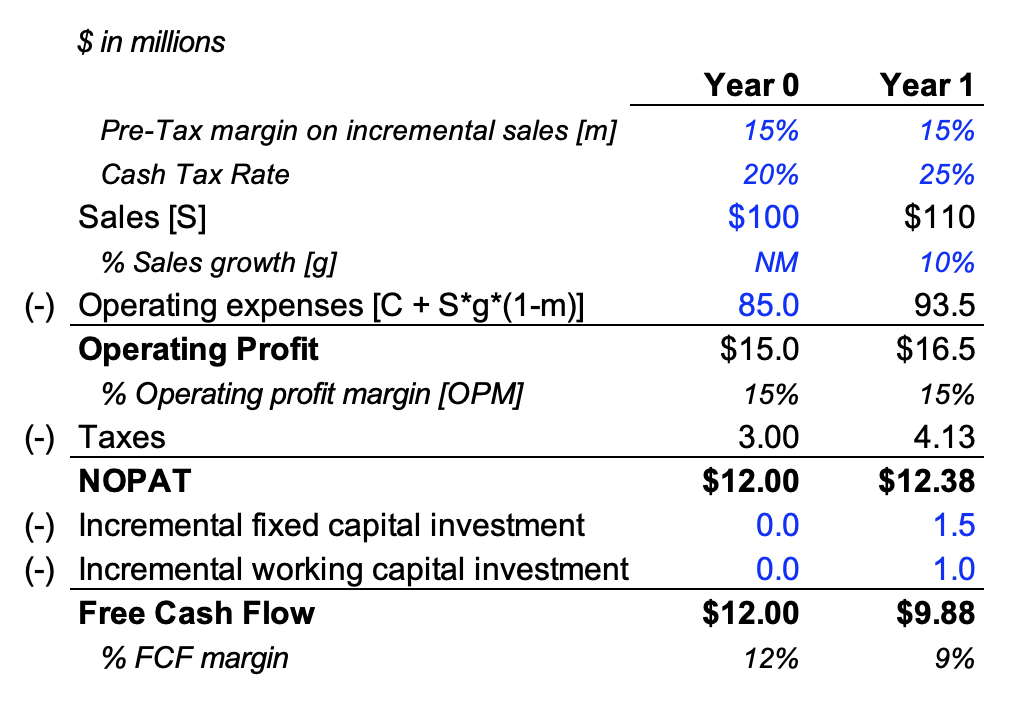 $ in millions
Year 0 Year 1
Pre-Tax margin on incremental sales [m] 15% 15%
Cash Tax Rate 20% 25%
Sales [S] $100 $110
% Sales growth [g] NM 10%
(-) Operating expenses [C + S*g*(1-m)] 85.0 93.5
Operating Profit $15.0 $16.5
% Operating profit margin [OPM] 15% 15%
(-) Taxes 3.00 4.13
NOPAT $12.00 $12.38
(-) Incremental fixed capital investment 0.0 1.5
(-) Incremental working capital investment 0.0 1.0
Free Cash Flow $12.00 $9.88
% FCF margin 12% 9%